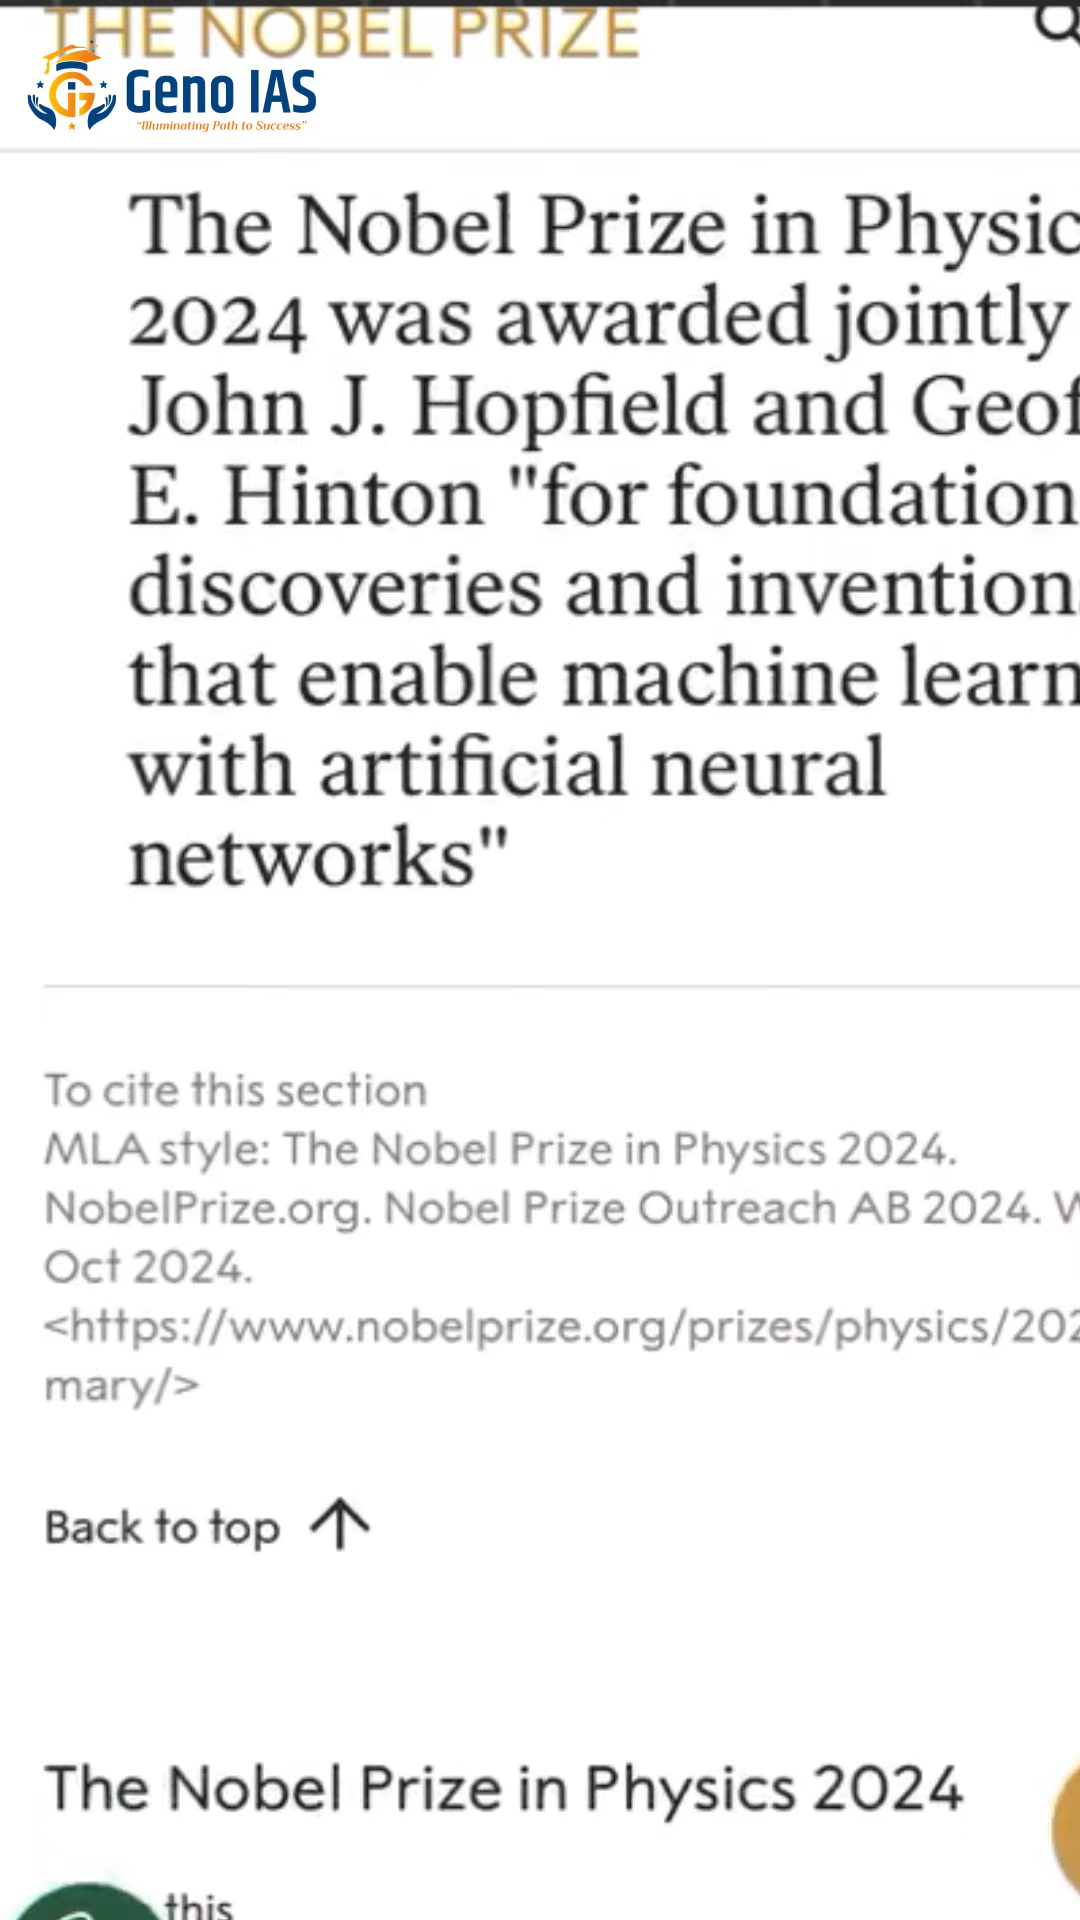 THE NOBEL PRIZE
Geno IAS
"Illuminating Path to Success"
The Nobel Prize in Physic
2024 was awarded jointly
John J. Hopfield and Geof
E. Hinton "for foundation
discoveries and invention
that enable machine learn
with artificial neural
networks"
To cite this section
MLA style: The Nobel Prize in Physics 2024.
NobelPrize.org. Nobel Prize Outreach AB 2024. W
Oct 2024.
<https://www.nobelprize.org/prizes/physics/202
mary/>
Back to top
The Nobel Prize in Physics 2024
this